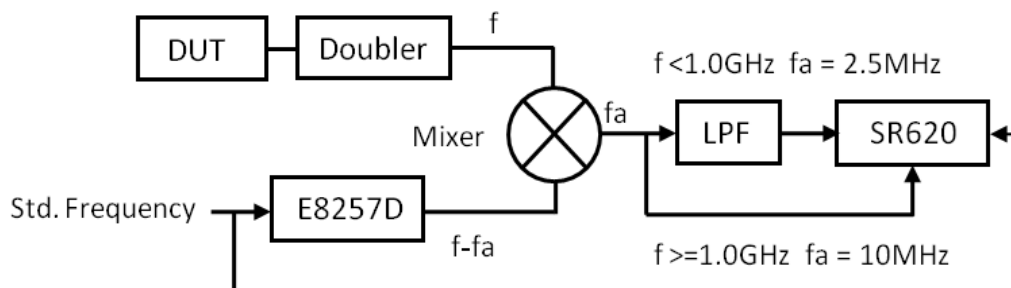 f
DUT
Doubler
f <1.0GHz fa = 2.5MHz
fa
Mixer
LPF
SR620
Std. Frequency
E8257D
f-fa
f >=1.0GHz fa = 10MHz